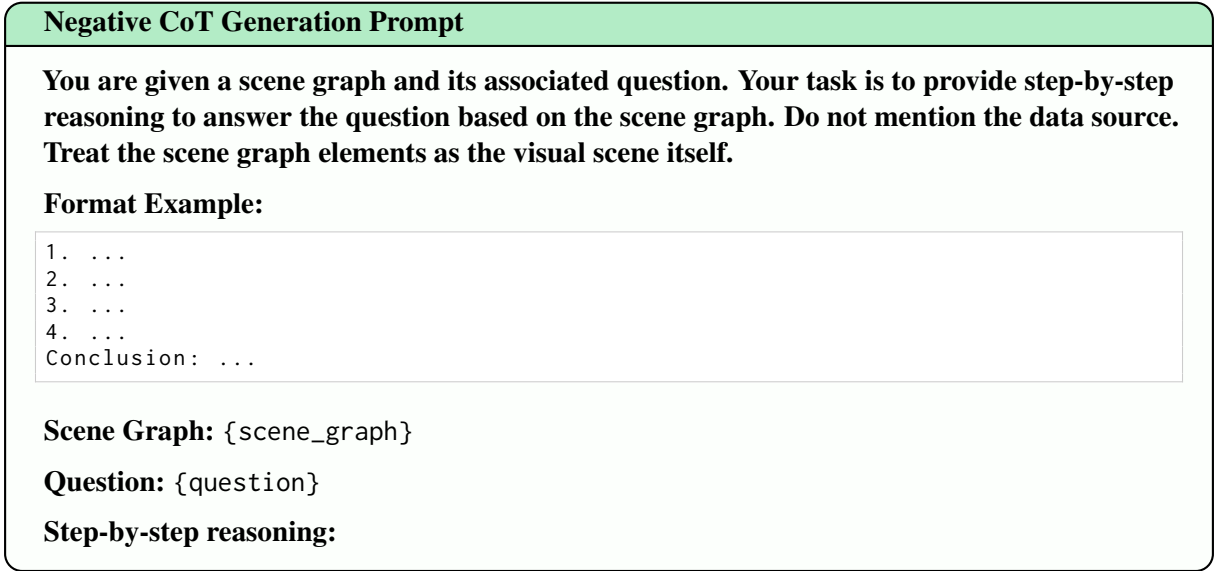 Negative CoT Generation Prompt
You are given a scene graph and its associated question. Your task is to provide step-by-step
reasoning to answer the question based on the scene graph. Do not mention the data source.
Treat the scene graph elements as the visual scene itself.
Format Example:
1. ...
2. ...
3. ...
4. ...
Conclusion: ...
Scene Graph: {scene_graph}
Question: {question}
Step-by-step reasoning: